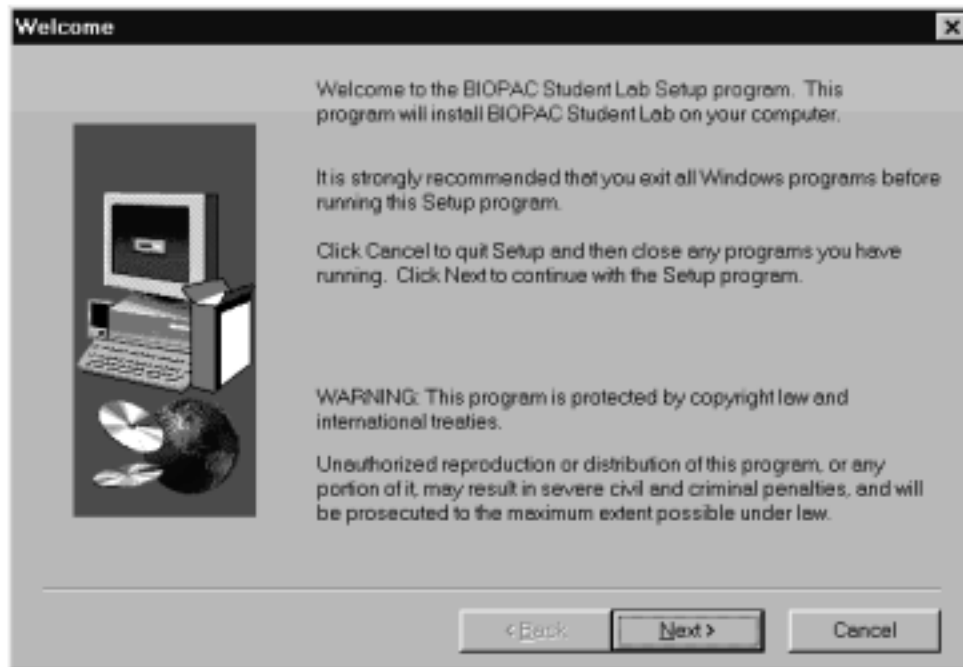 Welcome
Welcome to the BIOPAC Student Lab Setup program. This
program will install BIOPAC Student Lab on your computer.
It is strongly recommended that you exit all Windows programs before
running this Setup program.
Click Cancel to quit Setup and then close any programs you have
running. Click Next to continue with the Setup program.
WARNING: This program is protected by copyright law and
international treaties.
Unauthorized reproduction or distribution of this program, or any
portion of it, may result in severe civil and criminal penalties, and will
be prosecuted to the maximum extent possible under law.
< Back Next > Cancel